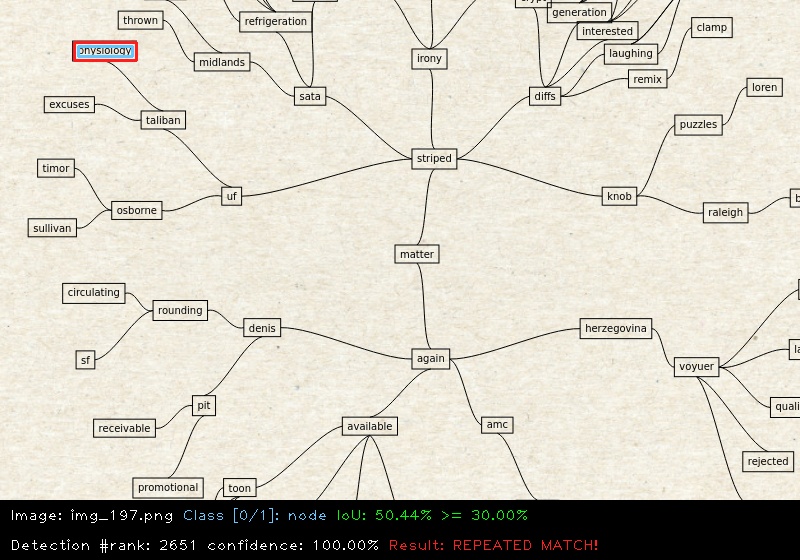 refrigeration
generation
thrown
interested
clamp
physiology
midlands
irony
laughing
remix
excuses
taliban
sata
diffs
loren
puzzles
striped
timor
uf
knob
osborne
raleigh
sullivan
matter
circulating
rounding
denis
herzegovina
sf
again
voyuer
pit
receivable
available
amc
rejected
promotional
toon
Image: img_197.png Class [0/1]: node IoU: 50.44% >= 30.00%
Detection #rank: 2651 confidence: 100.00% Result: REPEATED MATCH!